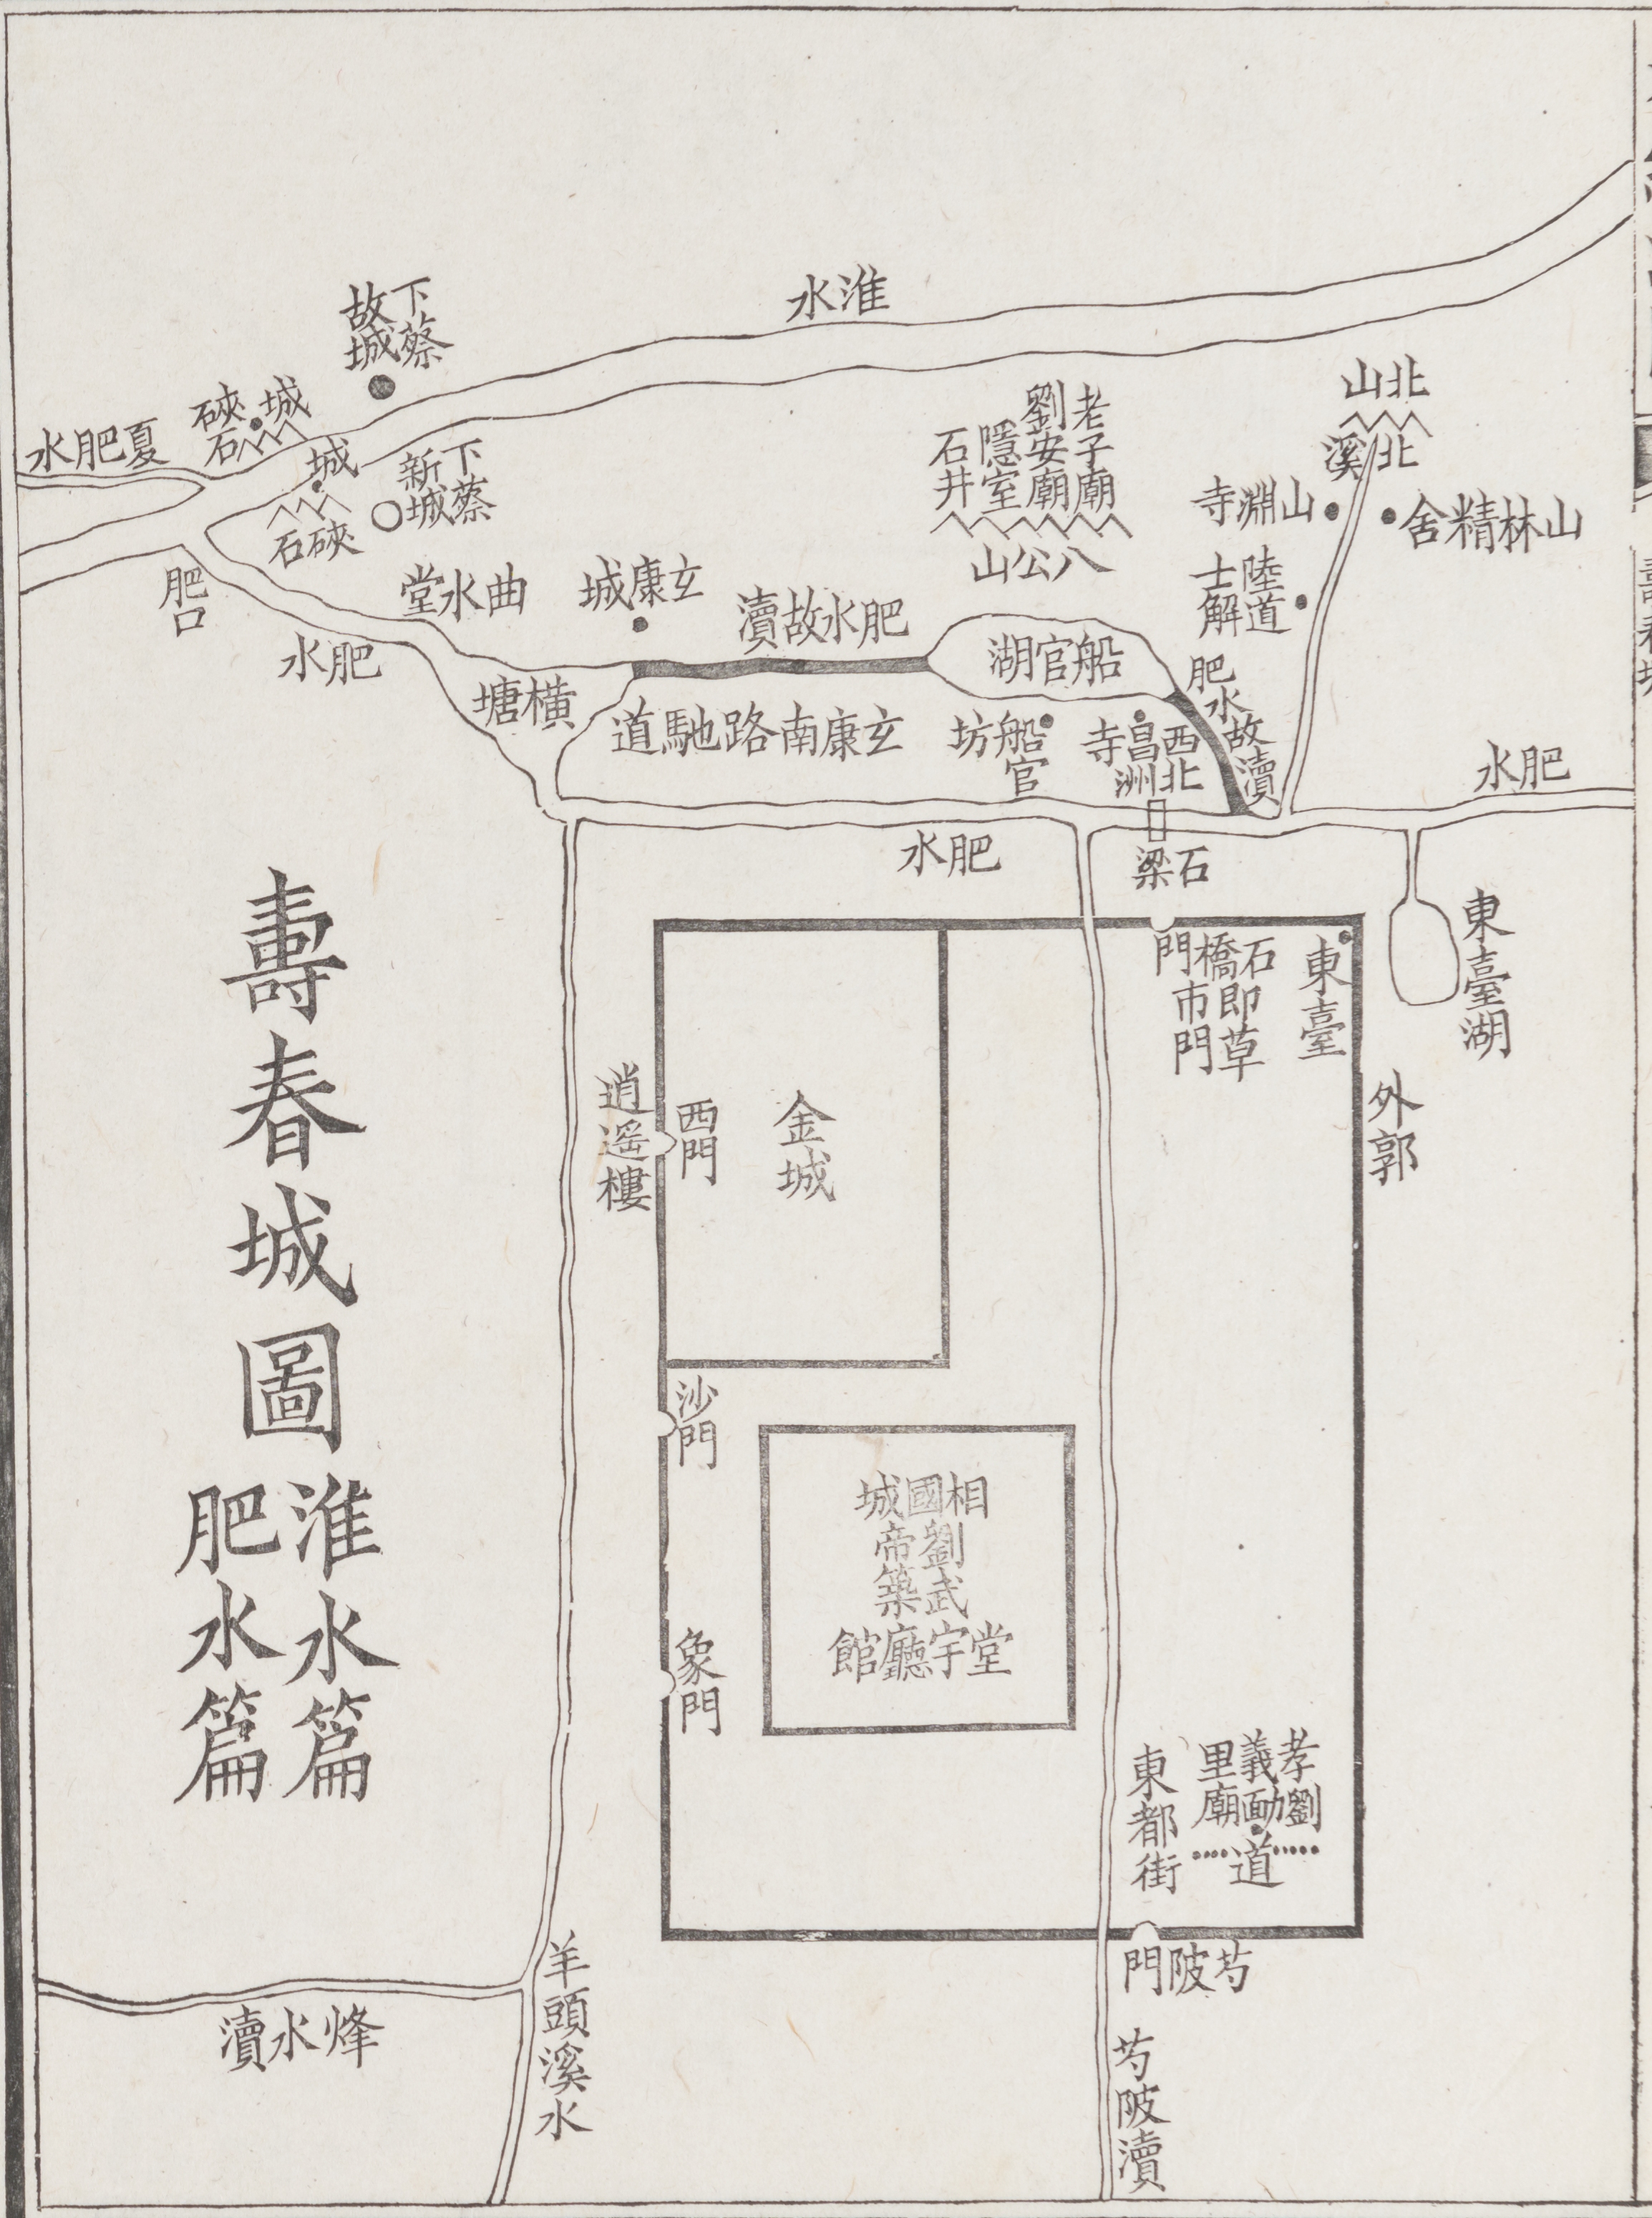 壽春城圖
淮水篇
肥水篇
淮水
下蔡
故城
城
硤石
夏肥水
城
硤石
下蔡
新城
肥口
肥水
曲水堂
玄康城
肥水故瀆
橫塘
玄康南路馳道
老子廟
劉安廟
隱室
石井
八公山
船官湖
船官坊
西北
昌洲
寺
肥水故瀆
北山
北溪
山淵寺
山林精舍
陸道
士解
肥水
肥水
石梁
東臺湖
東臺
石橋門
即草
市門
外郭
金城
西門
逍遙樓
沙門
象門
相國城
劉武
帝築
堂宇廳館
孝義里
劉勔廟
道
東都街
芍陂門
芍陂瀆
羊頭溪水
烽水瀆